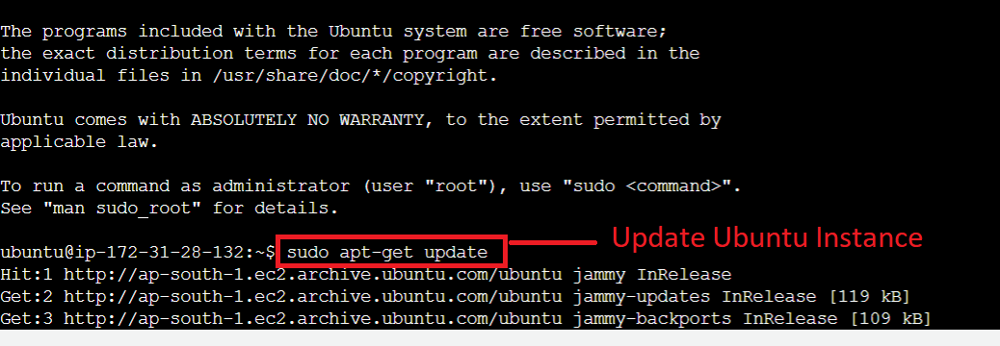 The programs included with the Ubuntu system are free software;
the exact distribution terms for each program are described in the
individual files in /usr/share/doc/*/copyright.
Ubuntu comes with ABSOLUTELY NO WARRANTY, to the extent permitted by
applicable law.
To run a command as administrator (user "root"), use "sudo <command>".
See "man sudo_root" for details.
ubuntu@ip-172-31-28-132:~$ sudo apt-get update
Update Ubuntu Instance
Hit:1 http://ap-south-1.ec2.archive.ubuntu.com/ubuntu jammy InRelease
Get:2 http://ap-south-1.ec2.archive.ubuntu.com/ubuntu jammy-updates InRelease [119 kB]
Get:3 http://ap-south-1.ec2.archive.ubuntu.com/ubuntu jammy-backports InRelease [109 kB]